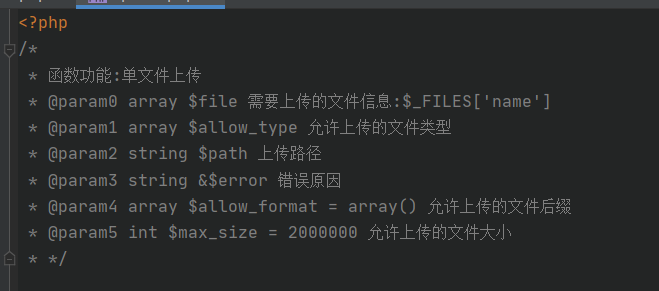 <?php
/*
* 函数功能:单文件上传
* @param0 array $file 需要上传的文件信息:$_FILES['name']
* @param1 array $allow_type 允许上传的文件类型
* @param2 string $path 上传路径
* @param3 string &$error 错误原因
* @param4 array $allow_format = array() 允许上传的文件后缀
* @param5 int $max_size = 2000000 允许上传的文件大小
* */